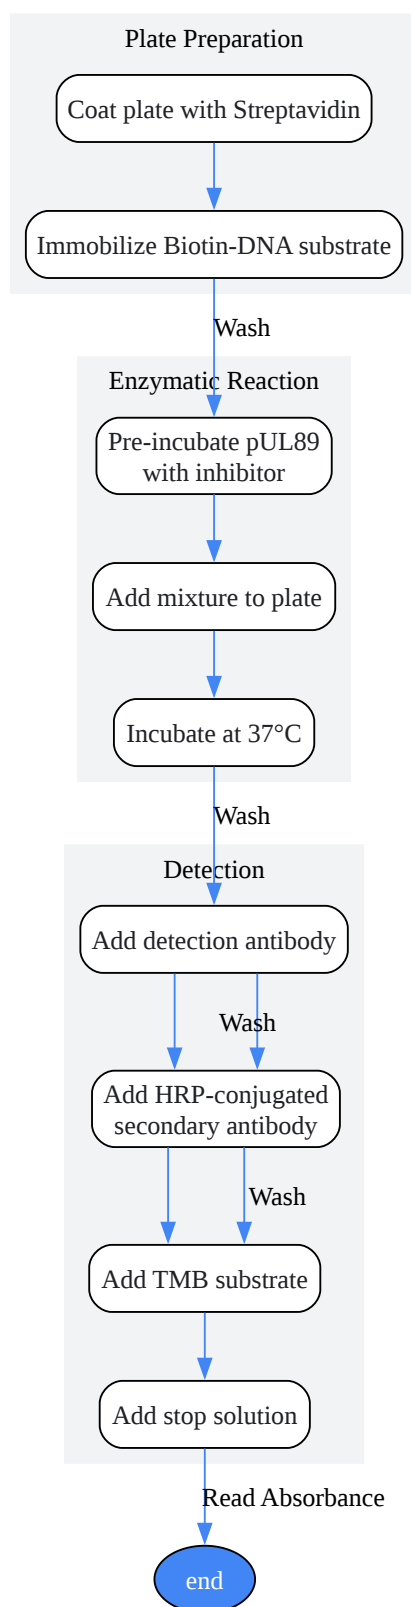 Plate Preparation
Coat plate with Streptavidin
Immobilize Biotin-DNA substrate
Wash
Enzymatic Reaction
Pre-incubate pUL89
with inhibitor
Add mixture to plate
Incubate at 37°C
Wash
Detection
Add detection antibody
Wash
Add HRP-conjugated
secondary antibody
Wash
Add TMB substrate
Add stop solution
Read Absorbance
end